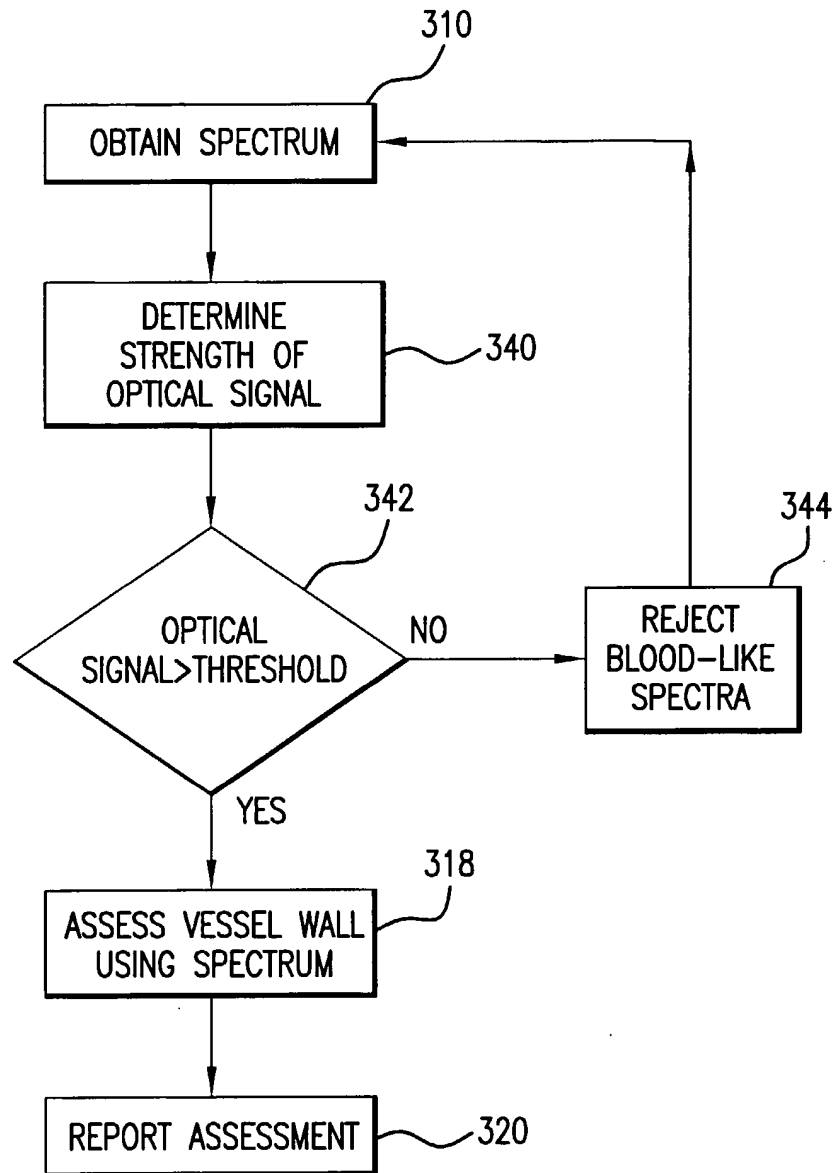 310
OBTAIN SPECTRUM
DETERMINE
STRENGTH OF
OPTICAL SIGNAL
340
342
344
OPTICAL
SIGNAL>THRESHOLD
NO
REJECT
BLOOD-LIKE
SPECTRA
YES
318
ASSESS VESSEL WALL
USING SPECTRUM
REPORT ASSESSMENT
320